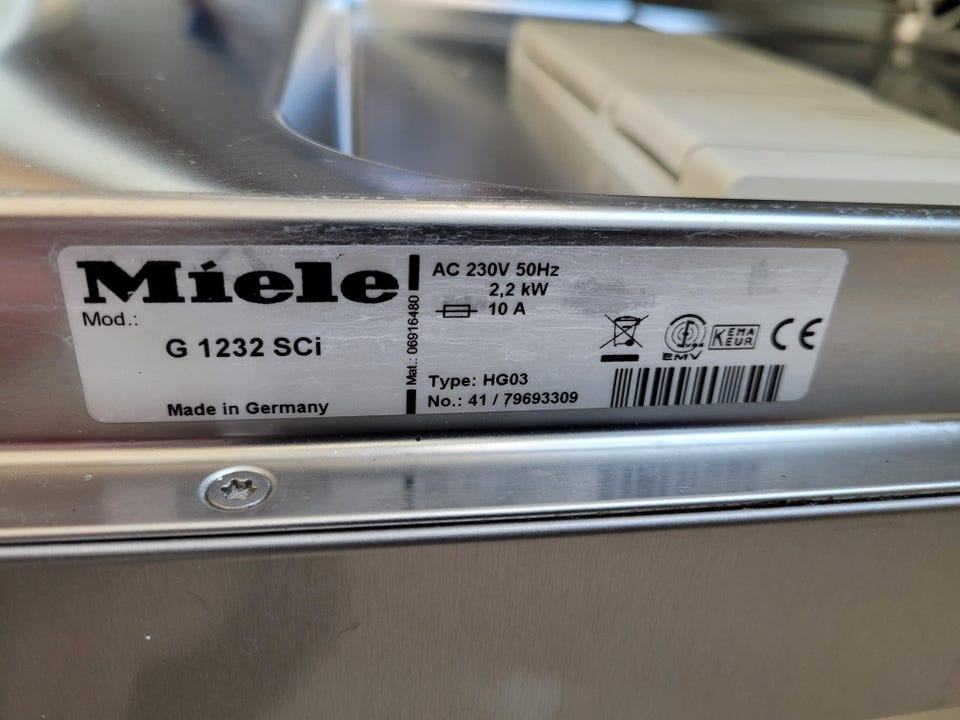 Miele
Mod.:
G 1232 SCi
Made in Germany
Mat.: 06916480
AC 230V 50Hz
2,2 kW
10 A
Type: HG03
No.: 41 / 79693309
EMV
KEMA
KEUR
CE